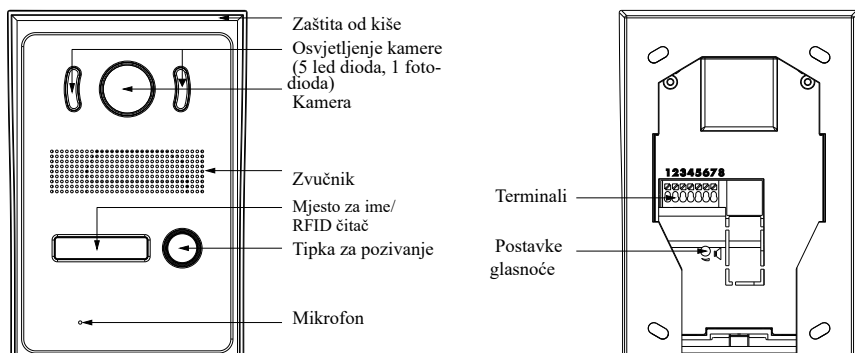 Zaštita od kiše
Osvjetljenje kamere
(5 led dioda, 1 foto-
dioda)
Kamera
Zvučnik
Mjesto za ime/
RFID čitač
Tipka za pozivanje
Mikrofon
12345678
Terminali
Postavke
glasnoće